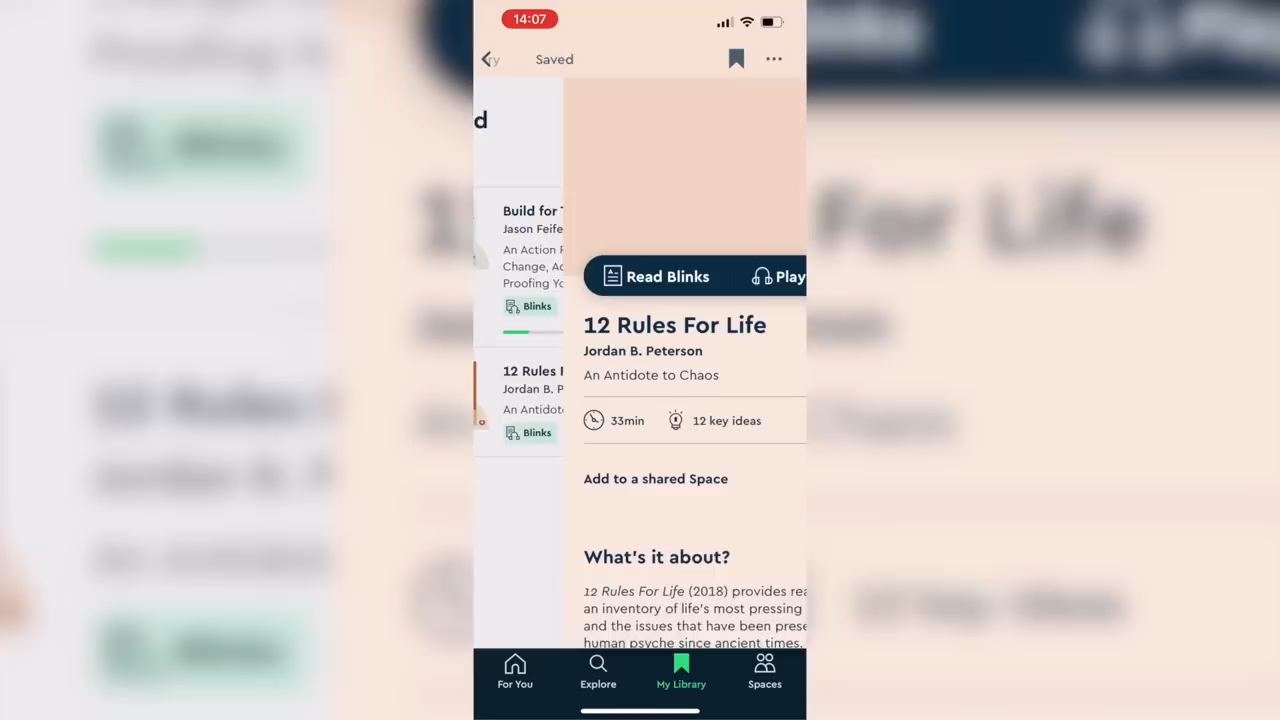 14:07
ry
Saved
d
Build for
Jason Feife
An Action
Change, Ac
Proofing Yo
Blinks
12 Rules
Jordan B. P
An Antidot
Blinks
Read Blinks
Play
12 Rules For Life
Jordan B. Peterson
An Antidote to Chaos
33min
12 key ideas
Add to a shared Space
What's it about?
12 Rules For Life (2018) provides rea
an inventory of life's most pressing
and the issues that have been prese
human psyche since ancient times.
For You
Explore
My Library
Spaces